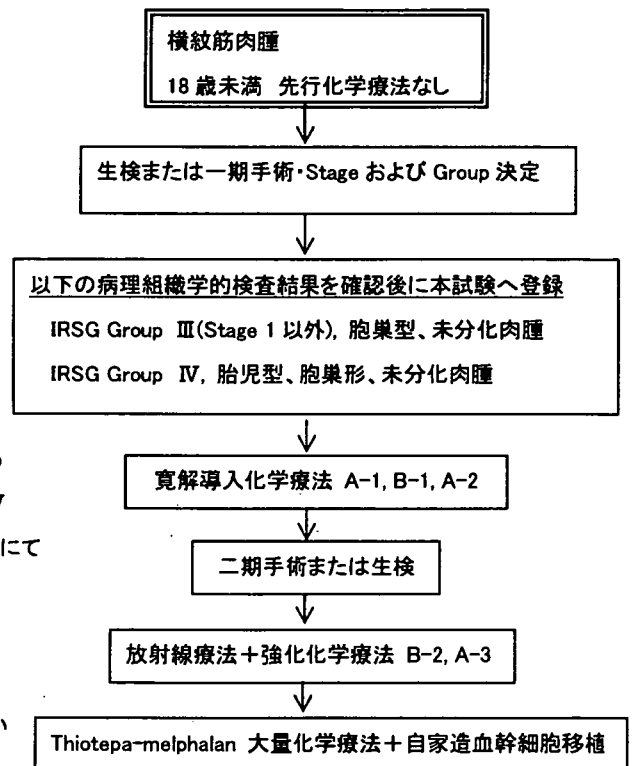 横紋筋肉腫
18歳未満 先行化学療法なし
生検または一期手術・Stage および Group 決定
以下の病理組織学的検査結果を確認後に本試験へ登録
IRSG Group Ⅲ(Stage 1 以外), 胞巣型、未分化肉腫
IRSG Group Ⅳ, 胎児型、胞巣形、未分化肉腫
寛解導入化学療法 A-1, B-1, A-2
にて
二期手術または生検
放射線療法+強化化学療法 B-2, A-3
い
Thiotepa-melphalan 大量化学療法+自家造血幹細胞移植